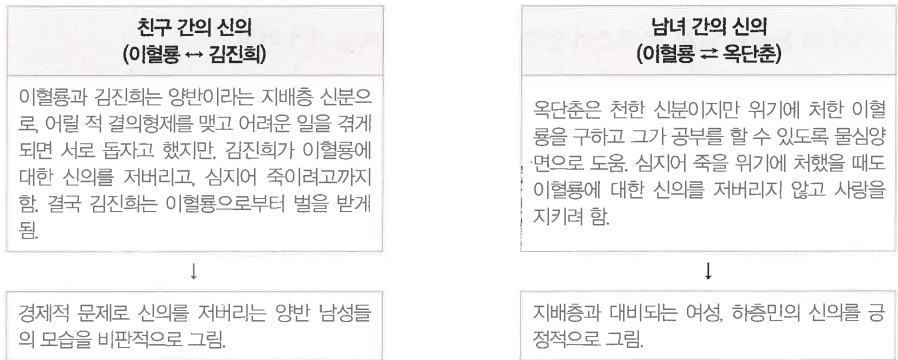 친구 간의 신의
(이혈룡 ↔ 김진희)
이혈룡과 김진희는 양반이라는 지배층 신분으
로, 어릴 적 결의형제를 맺고 어려운 일을 겪게
되면 서로 돕자고 했지만, 김진희가 이혈룡에
대한 신의를 저버리고, 심지어 죽이려고까지
함. 결국 김진희는 이혈룡으로부터 벌을 받게
됨.
↓
경제적 문제로 신의를 저버리는 양반 남성들
의 모습을 비판적으로 그림.
남녀 간의 신의
(이혈룡 ⇄ 옥단춘)
옥단춘은 천한 신분이지만 위기에 처한 이혈
룡을 구하고 그가 공부를 할 수 있도록 물심양
면으로 도움. 심지어 죽을 위기에 처했을 때도
이혈룡에 대한 신의를 저버리지 않고 사랑을
지키려 함.
↓
지배층과 대비되는 여성, 하층민의 신의를 긍
정적으로 그림.